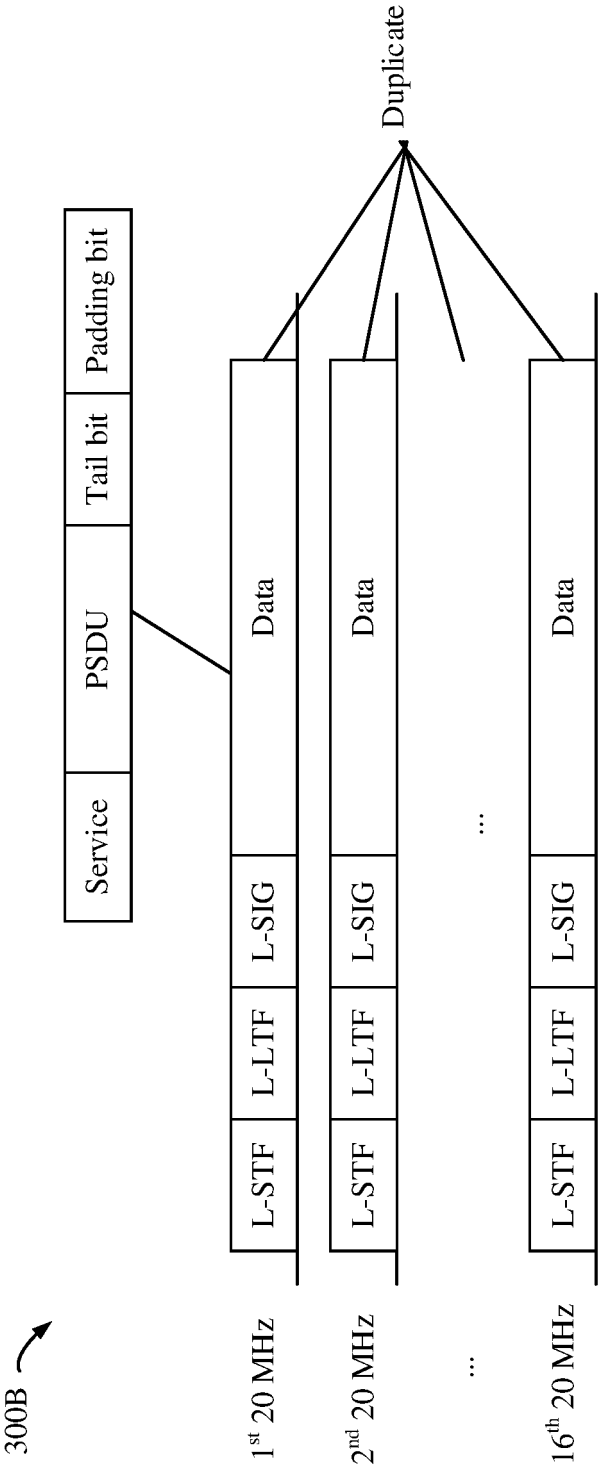 300B
Service PSDU Tail bit Padding bit
1st 20 MHz L-STF L-LTF L-SIG Data
2nd 20 MHz L-STF L-LTF L-SIG Data
... ...
16th 20 MHz L-STF L-LTF L-SIG Data
Duplicate